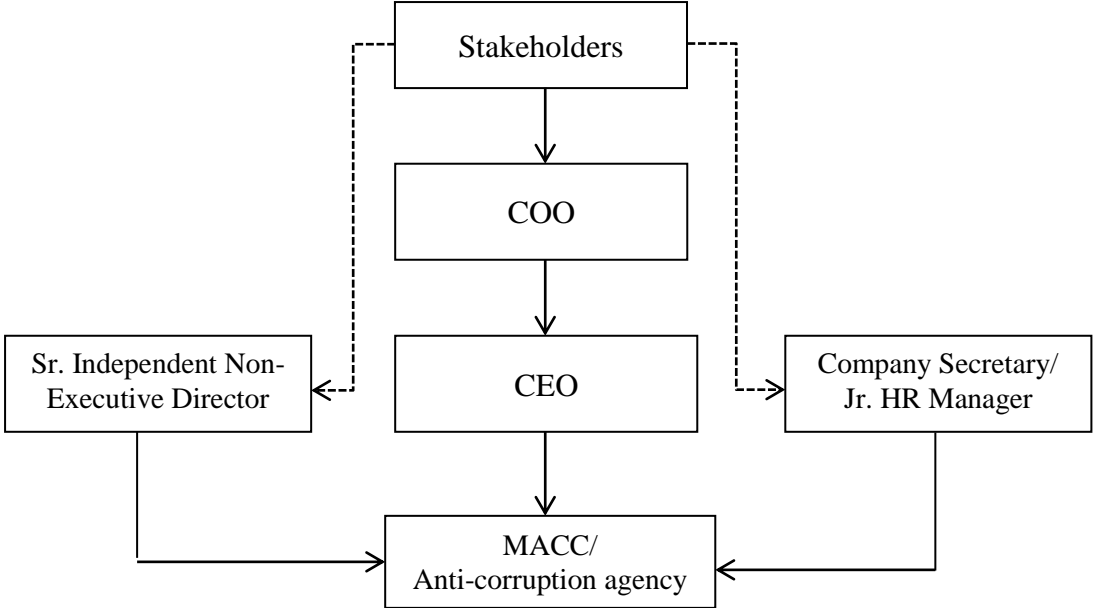 Stakeholders
COO
Sr. Independent Non-
Executive Director
CEO
Company Secretary/
Jr. HR Manager
MACC/
Anti-corruption agency